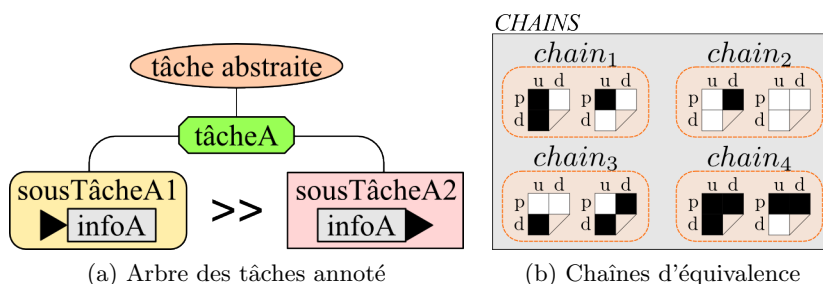 tâche abstraite
tâcheA
sousTâcheA1
infoA
>>
sousTâcheA2
infoA
(a) Arbre des tâches annoté
CHAINS
chain₁
u d
p
d
u d
chain₂
u d
p
d
u d
chain₃
u d
p
d
u d
chain₄
u d
p
d
u d
(b) Chaînes d'équivalence